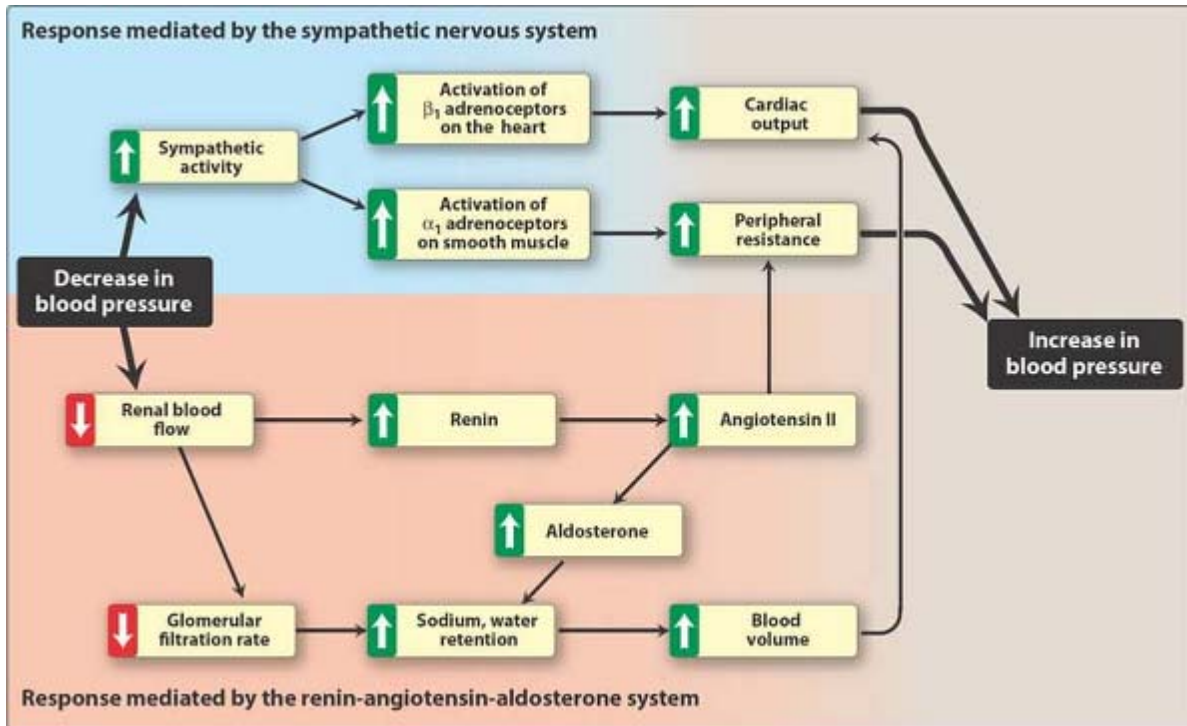 Response mediated by the sympathetic nervous system
Activation of
β1 adrenoceptors
on the heart
Cardiac
output
Sympathetic
activity
Activation of
α1 adrenoceptors
on smooth muscle
Peripheral
resistance
Decrease in
blood pressure
Increase in
blood pressure
Renal blood
flow
Renin
Angiotensin II
Aldosterone
Glomerular
filtration rate
Sodium, water
retention
Blood
volume
Response mediated by the renin-angiotensin-aldosterone system